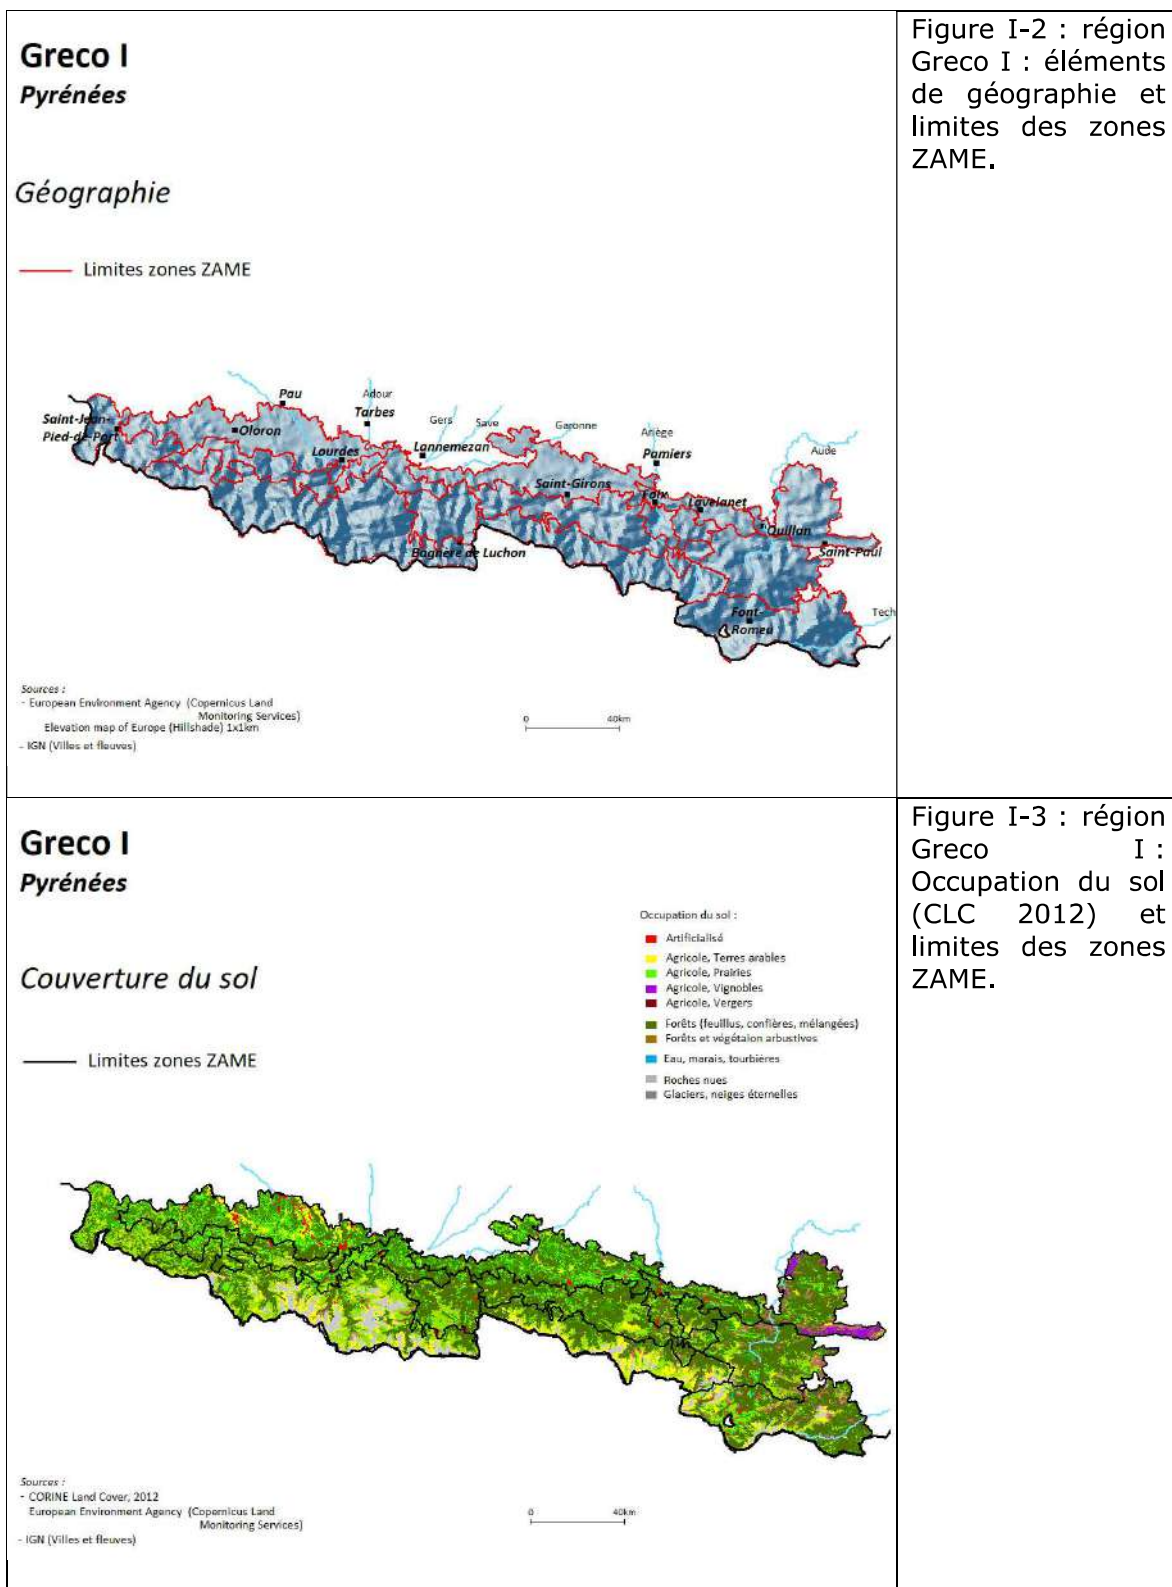 Greco I
Pyrénées
Géographie
Limites zones ZAME
Pau
Adour
Tarbes
Saint-Jean-
Pied-de-Port
Oloron
Lourdes
Gers
Save
Lannemezan
Garonne
Ariège
Pamiers
Aude
Saint-Girons
Foix
Lavelanet
Quillan
Saint-Paul
Bagnère de Luchon
Font-
Romeu
Tech
Sources :
- European Environment Agency (Copernicus Land
Monitoring Services)
Elevation map of Europe (Hillshade) 1x1km
- IGN (Villes et fleuves)
0 40km
Figure I-2 : région
Greco I : éléments
de géographie et
limites des zones
ZAME.
Greco I
Pyrénées
Couverture du sol
Limites zones ZAME
Occupation du sol :
Artificialisé
Agricole, Terres arables
Agricole, Prairies
Agricole, Vignobles
Agricole, Vergers
Forêts (feuillus, confières, mélangées)
Forêts et végétaion arbustives
Eau, marais, tourbières
Roches nues
Glaciers, neiges éternelles
Sources :
- CORINE Land Cover, 2012
European Environment Agency (Copernicus Land
Monitoring Services)
- IGN (Villes et fleuves)
0 40km
Figure I-3 : région
Greco I :
Occupation du sol
(CLC 2012) et
limites des zones
ZAME.